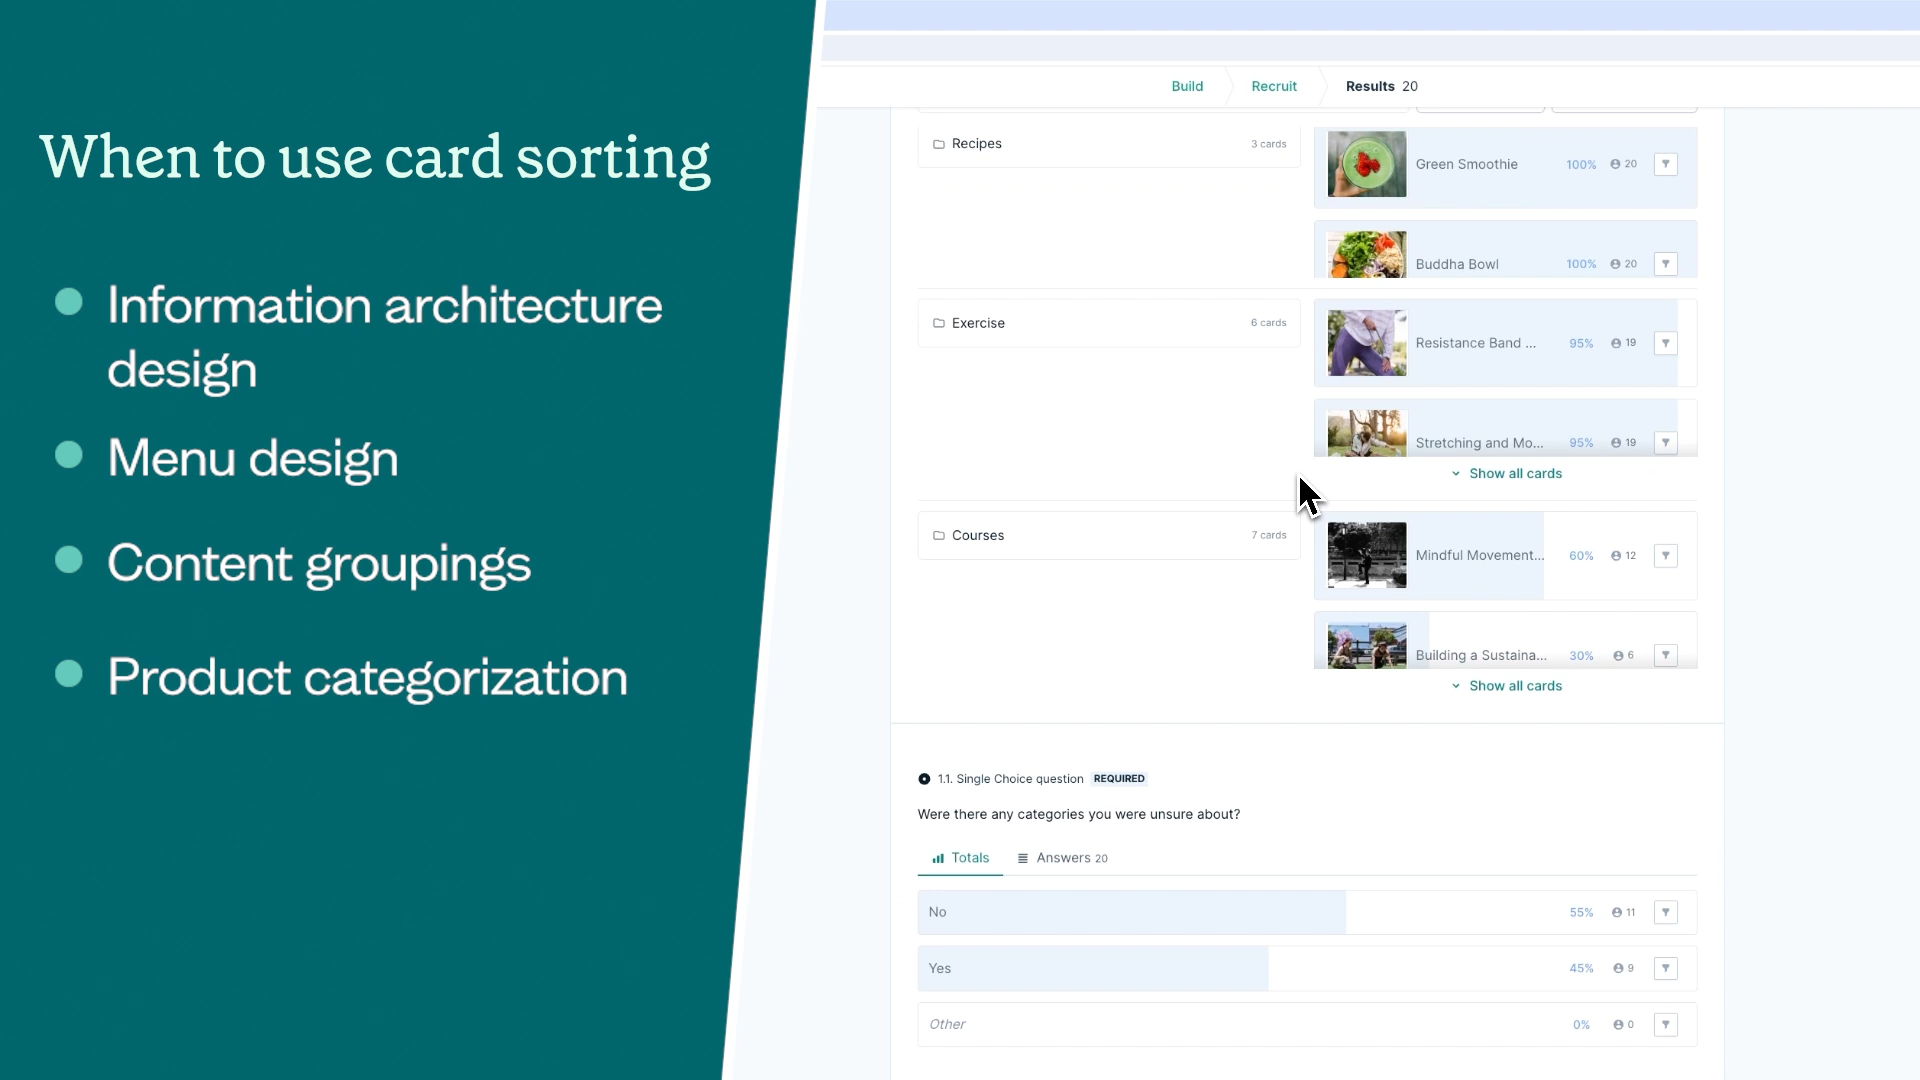 When to use card sorting
Information architecture
design
Menu design
Content groupings
Product categorization
Build
Recruit
Results 20
Recipes 3 cards
Green Smoothie 100% 20
Buddha Bowl 100% 20
Exercise 6 cards
Resistance Band ... 95% 19
Stretching and Mo... 95% 19
Show all cards
Courses 7 cards
Mindful Movement... 60% 12
Building a Sustaina... 30% 6
Show all cards
1.1. Single Choice question REQUIRED
Were there any categories you were unsure about?
Totals
Answers 20
No 55% 11
Yes 45% 9
Other 0% 0